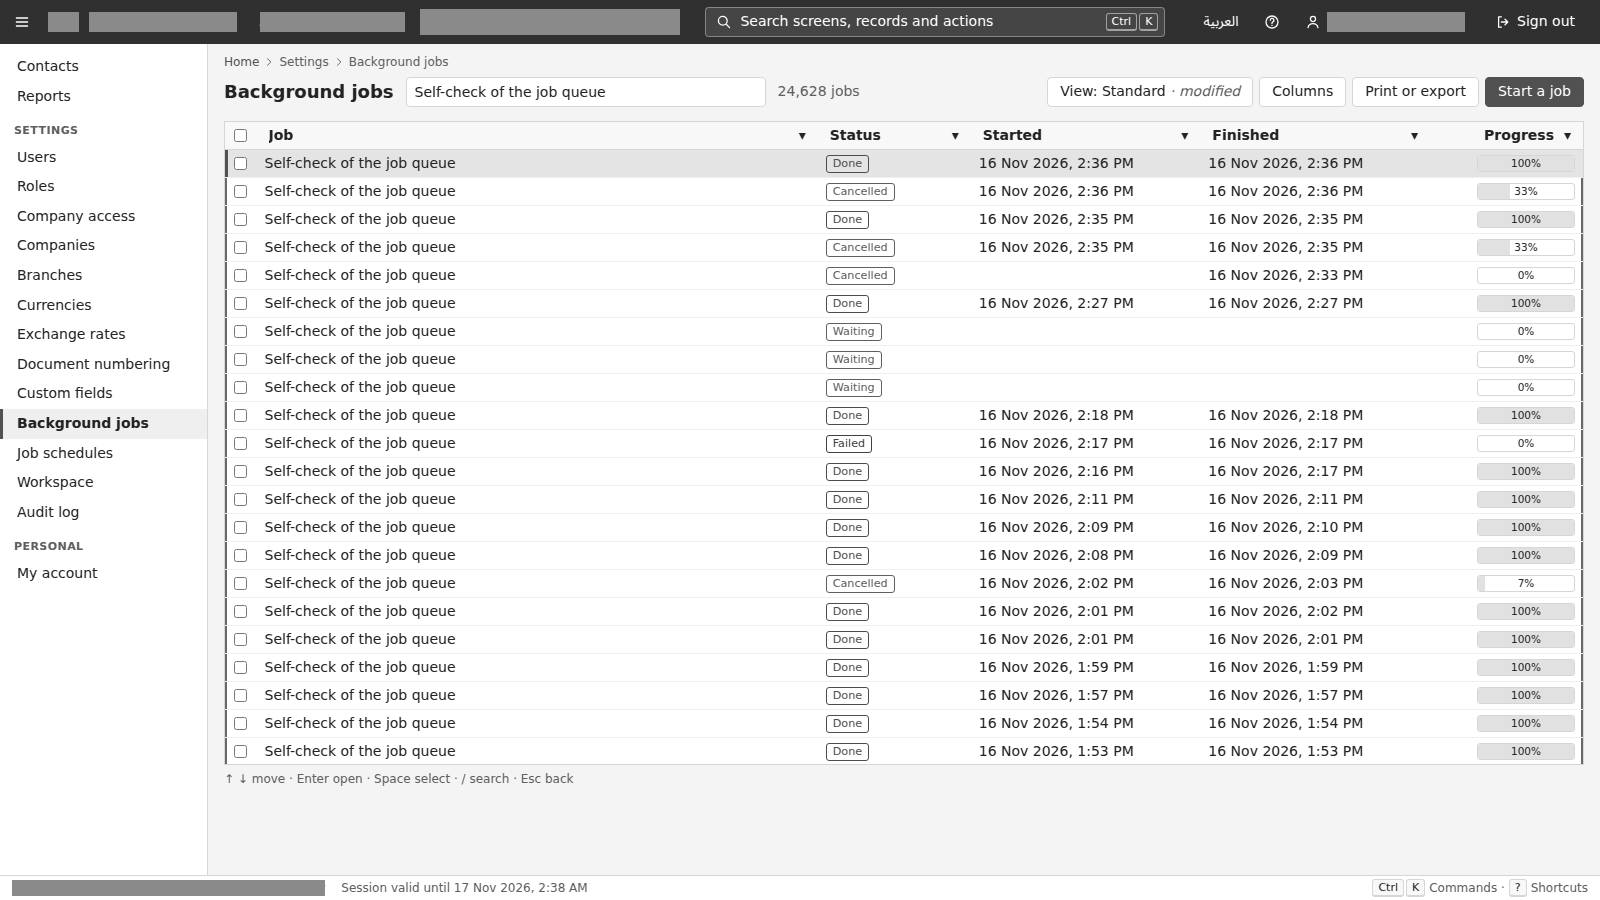 Search screens, records and actions Ctrl K العربية Sign out
Contacts
Reports
SETTINGS
Users
Roles
Company access
Companies
Branches
Currencies
Exchange rates
Document numbering
Custom fields
Background jobs
Job schedules
Workspace
Audit log
PERSONAL
My account
Home > Settings > Background jobs
Background jobs Self-check of the job queue 24,628 jobs View: Standard · modified Columns Print or export Start a job
Job ▼ Status ▼ Started ▼ Finished ▼ Progress ▼
Self-check of the job queue Done 16 Nov 2026, 2:36 PM 16 Nov 2026, 2:36 PM 100%
Self-check of the job queue Cancelled 16 Nov 2026, 2:36 PM 16 Nov 2026, 2:36 PM 33%
Self-check of the job queue Done 16 Nov 2026, 2:35 PM 16 Nov 2026, 2:35 PM 100%
Self-check of the job queue Cancelled 16 Nov 2026, 2:35 PM 16 Nov 2026, 2:35 PM 33%
Self-check of the job queue Cancelled 16 Nov 2026, 2:33 PM 0%
Self-check of the job queue Done 16 Nov 2026, 2:27 PM 16 Nov 2026, 2:27 PM 100%
Self-check of the job queue Waiting 0%
Self-check of the job queue Waiting 0%
Self-check of the job queue Waiting 0%
Self-check of the job queue Done 16 Nov 2026, 2:18 PM 16 Nov 2026, 2:18 PM 100%
Self-check of the job queue Failed 16 Nov 2026, 2:17 PM 16 Nov 2026, 2:17 PM 0%
Self-check of the job queue Done 16 Nov 2026, 2:16 PM 16 Nov 2026, 2:17 PM 100%
Self-check of the job queue Done 16 Nov 2026, 2:11 PM 16 Nov 2026, 2:11 PM 100%
Self-check of the job queue Done 16 Nov 2026, 2:09 PM 16 Nov 2026, 2:10 PM 100%
Self-check of the job queue Done 16 Nov 2026, 2:08 PM 16 Nov 2026, 2:09 PM 100%
Self-check of the job queue Cancelled 16 Nov 2026, 2:02 PM 16 Nov 2026, 2:03 PM 7%
Self-check of the job queue Done 16 Nov 2026, 2:01 PM 16 Nov 2026, 2:02 PM 100%
Self-check of the job queue Done 16 Nov 2026, 2:01 PM 16 Nov 2026, 2:01 PM 100%
Self-check of the job queue Done 16 Nov 2026, 1:59 PM 16 Nov 2026, 1:59 PM 100%
Self-check of the job queue Done 16 Nov 2026, 1:57 PM 16 Nov 2026, 1:57 PM 100%
Self-check of the job queue Done 16 Nov 2026, 1:54 PM 16 Nov 2026, 1:54 PM 100%
Self-check of the job queue Done 16 Nov 2026, 1:53 PM 16 Nov 2026, 1:53 PM 100%
↑ ↓ move · Enter open · Space select · / search · Esc back
Session valid until 17 Nov 2026, 2:38 AM Ctrl K Commands · ? Shortcuts